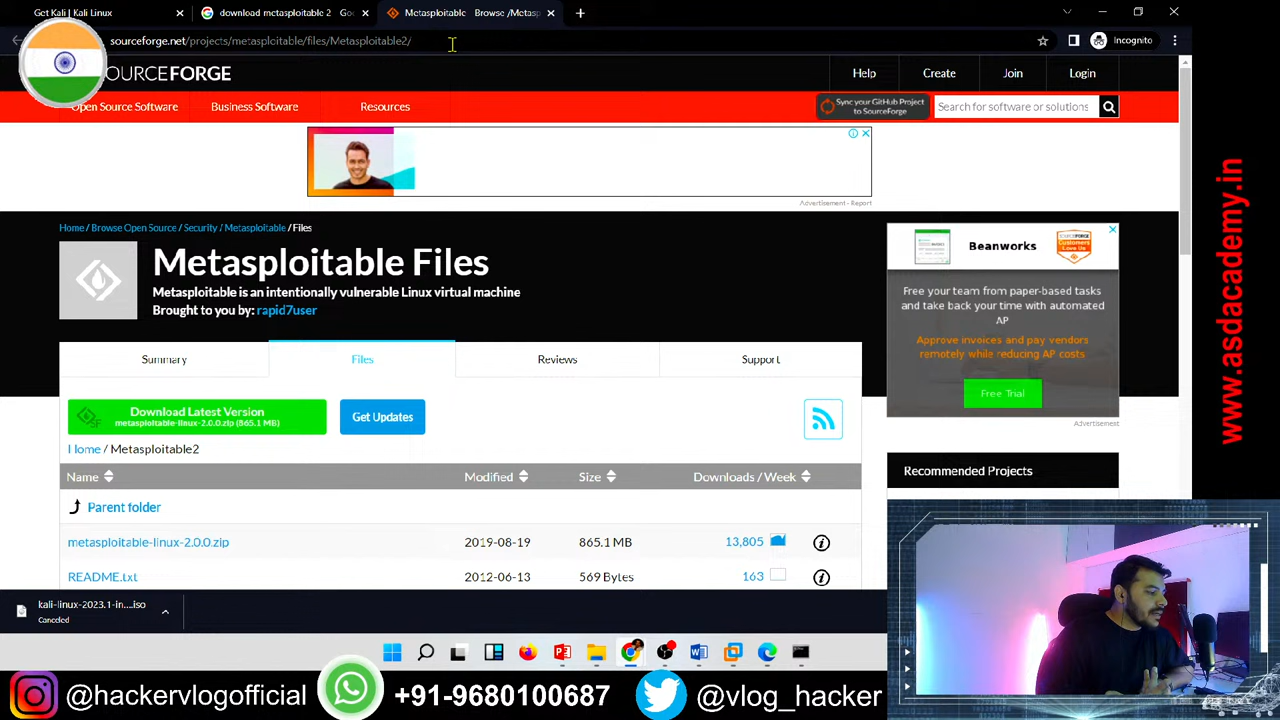 Get Kali | Kali Linux
download metasploitable 2 - Go
Metasploitable - Browse /Metasp
sourceforge.net/projects/metasploitable/files/Metasploitable2/
Incognito
OURCEFORGE
Help
Create
Join
Login
Open Source Software
Business Software
Resources
Sync your GitHub Project
to SourceForge
Search for software or solutions
Advertisement - Report
Home / Browse Open Source / Security / Metasploitable / Files
Metasploitable Files
Metasploitable is an intentionally vulnerable Linux virtual machine
Brought to you by: rapid7user
Beanworks
SOURCEFORGE
Customers
Love Us
Free your team from paper-based tasks
and take back your time with automated
AP
Approve invoices and pay vendors
remotely while reducing AP costs
Free Trial
Advertisement
Summary
Files
Reviews
Support
SF
Download Latest Version
metasploitable-linux-2.0.0.zip (865.1 MB)
Get Updates
Home / Metasploitable2
Name
Modified
Size
Downloads / Week
Recommended Projects
Parent folder
metasploitable-linux-2.0.0.zip
2019-08-19
865.1 MB
13,805
README.txt
2012-06-13
569 Bytes
163
kali-linux-2023.1-in....iso
Canceled
www.asdacademy.in
@hackervlogofficial
+91-9680100687
@vlog_hacker